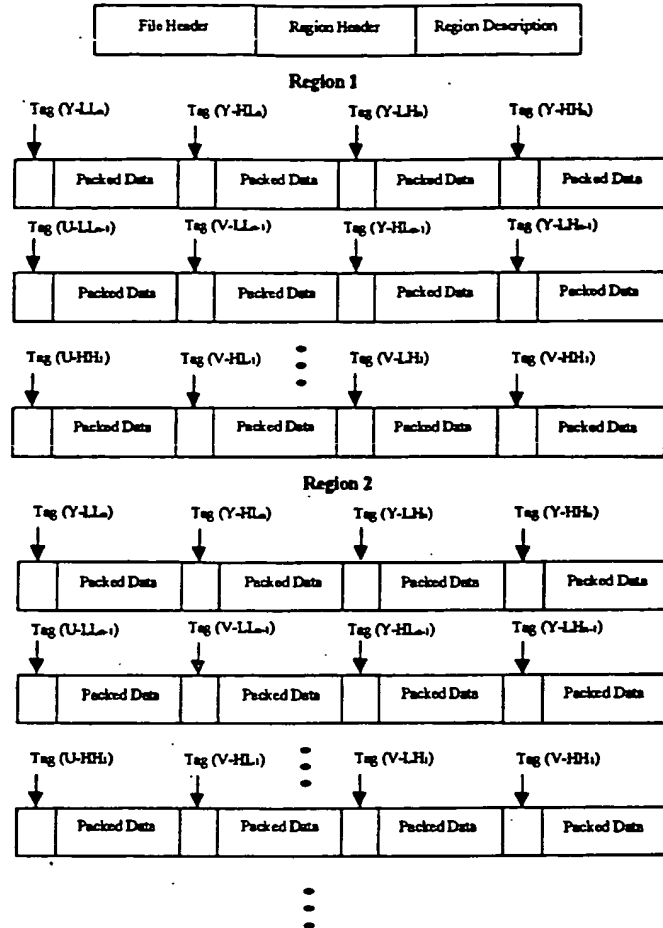 File Header Region Header Region Description
Region 1
Tag (Y-LLₙ) Tag (Y-HLₙ) Tag (Y-LHₙ) Tag (Y-HHₙ)
Packed Data Packed Data Packed Data Packed Data
Tag (U-LLₙ₋₁) Tag (V-LLₙ₋₁) Tag (Y-HLₙ₋₁) Tag (Y-LHₙ₋₁)
Packed Data Packed Data Packed Data Packed Data
Tag (U-HH₁) Tag (V-HL₁) Tag (V-LH₁) Tag (V-HH₁)
Packed Data Packed Data Packed Data Packed Data
Region 2
Tag (Y-LLₙ) Tag (Y-HLₙ) Tag (Y-LHₙ) Tag (Y-HHₙ)
Packed Data Packed Data Packed Data Packed Data
Tag (U-LLₙ₋₁) Tag (V-LLₙ₋₁) Tag (Y-HLₙ₋₁) Tag (Y-LHₙ₋₁)
Packed Data Packed Data Packed Data Packed Data
Tag (U-HH₁) Tag (V-HL₁) Tag (V-LH₁) Tag (V-HH₁)
Packed Data Packed Data Packed Data Packed Data